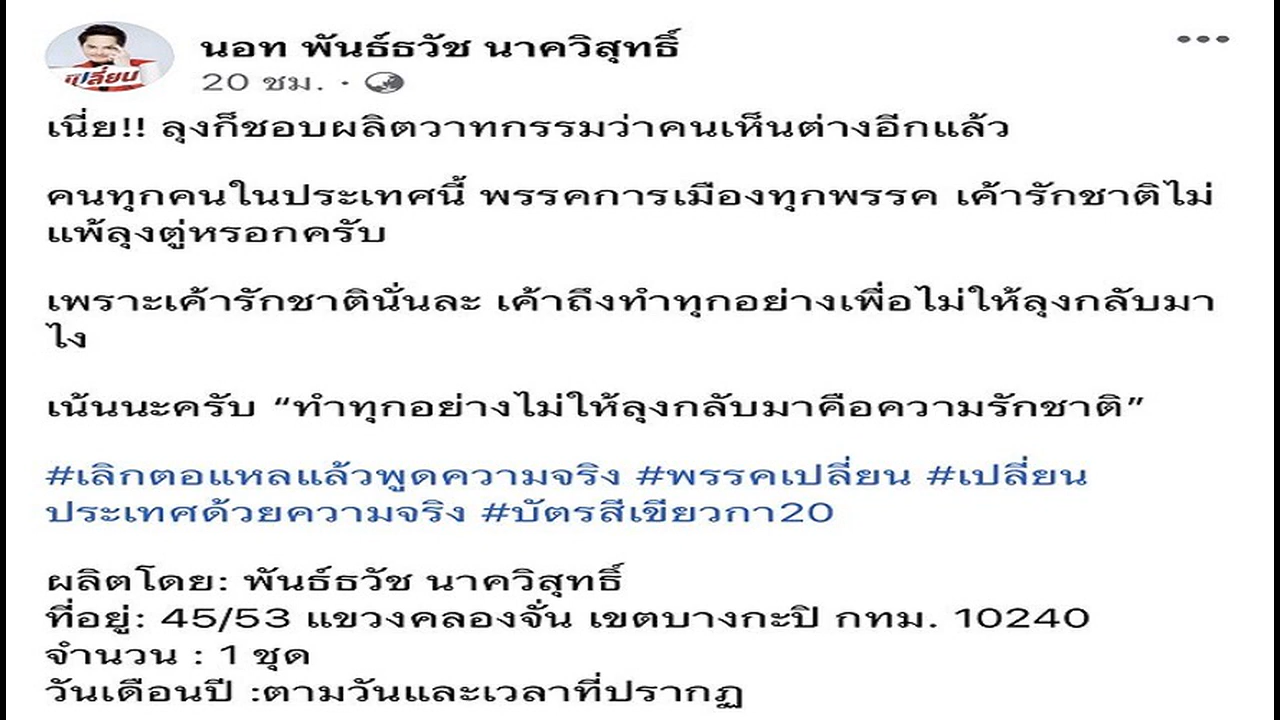 นอท พันธ์ธวัช นาควิสุทธิ์
20 ชม. ·
เปลี่ยน
เนี่ย!! ลุงก็ชอบผลิตวาทกรรมว่าคนเห็นต่างอีกแล้ว
คนทุกคนในประเทศนี้ พรรคการเมืองทุกพรรค เค้ารักชาติไม่
แพ้ลุงตู่หรอกครับ
เพราะเค้ารักชาตินั่นละ เค้าถึงทำทุกอย่างเพื่อไม่ให้ลุงกลับมา
ไง
เน้นนะครับ “ทำทุกอย่างไม่ให้ลุงกลับมาคือความรักชาติ”
#เลิกตอแหลแล้วพูดความจริง #พรรคเปลี่ยน #เปลี่ยน
ประเทศด้วยความจริง #บัตรสีเขียวกา20
ผลิตโดย: พันธ์ธวัช นาควิสุทธิ์
ที่อยู่: 45/53 แขวงคลองจั่น เขตบางกะปิ กทม. 10240
จำนวน : 1 ชุด
วันเดือนปี :ตามวันและเวลาที่ปรากฏ